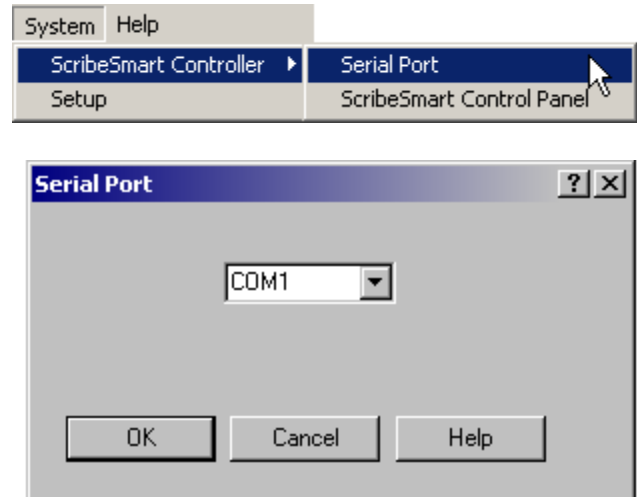 System Help
ScribeSmart Controller Serial Port
Setup ScribeSmart Control Panel
Serial Port
COM1
OK Cancel Help